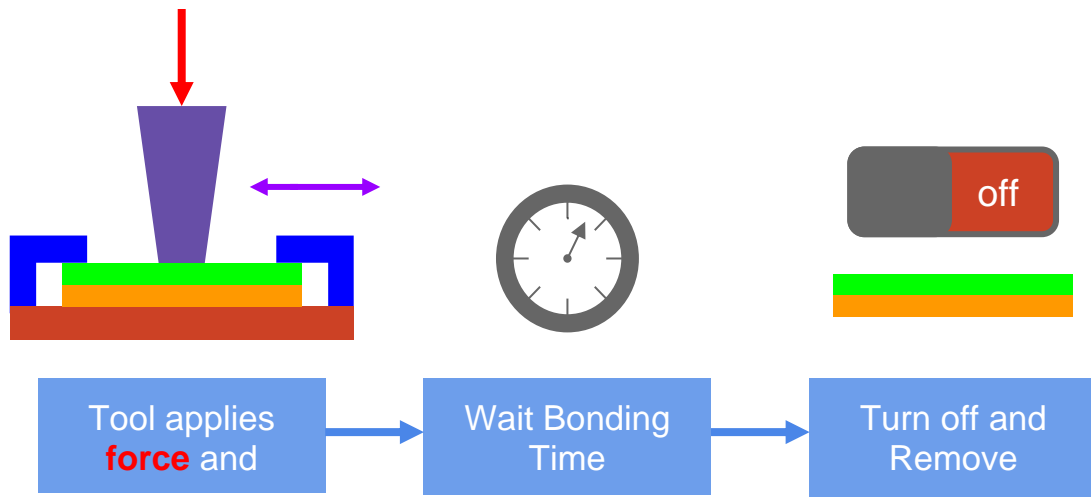 off
Tool applies
force and
Wait Bonding
Time
Turn off and
Remove